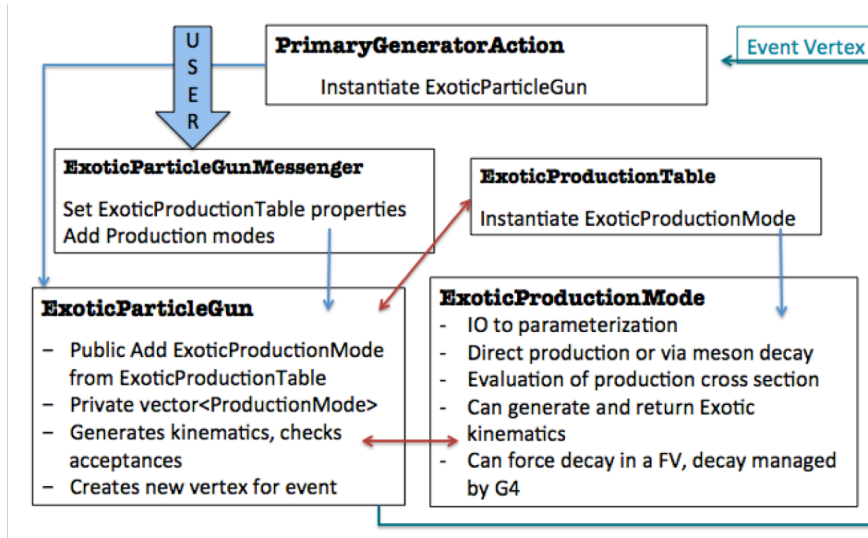 USER
PrimaryGeneratorAction
Instantiate ExoticParticleGun
Event Vertex
ExoticParticleGunMessenger
Set ExoticProductionTable properties
Add Production modes
ExoticProductionTable
Instantiate ExoticProductionMode
ExoticParticleGun
– Public Add ExoticProductionMode
from ExoticProductionTable
– Private vector<ProductionMode>
– Generates kinematics, checks
acceptances
– Creates new vertex for event
ExoticProductionMode
- IO to parameterization
- Direct production or via meson decay
- Evaluation of production cross section
- Can generate and return Exotic
kinematics
- Can force decay in a FV, decay managed
by G4